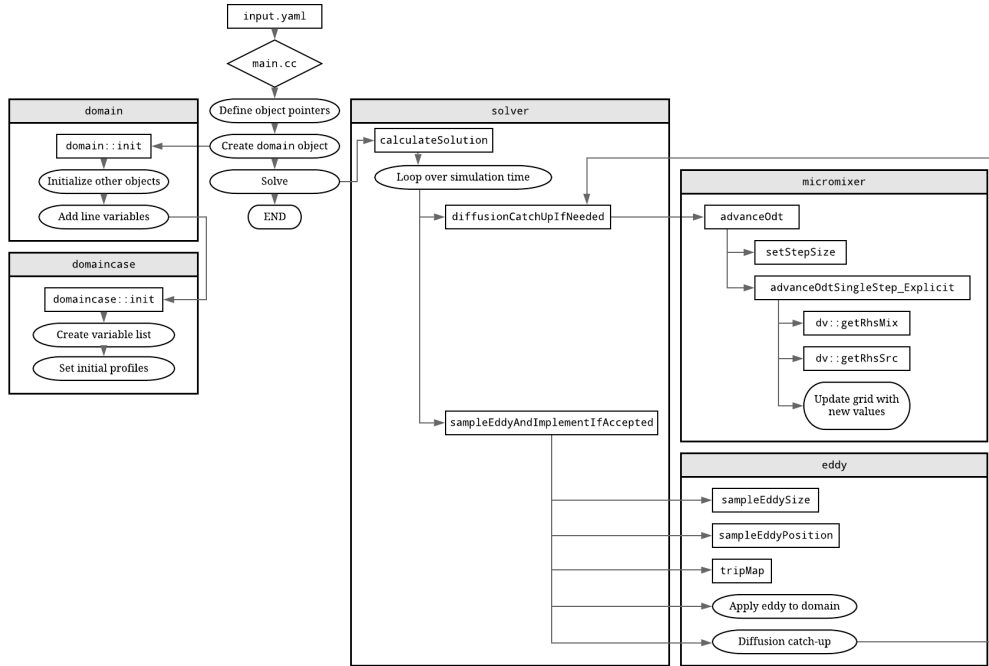 input.yaml
main.cc
Define object pointers
Create domain object
Solve
END
domain
domain::init
Initialize other objects
Add line variables
domaincase
domaincase::init
Create variable list
Set initial profiles
solver
calculateSolution
Loop over simulation time
diffusionCatchUpIfNeeded
sampleEddyAndImplementIfAccepted
micromixer
advanceOdt
setStepSize
advanceOdtSingleStep_Explicit
dv::getRhsMix
dv::getRhsSrc
Update grid with
new values
eddy
sampleEddySize
sampleEddyPosition
tripMap
Apply eddy to domain
Diffusion catch-up